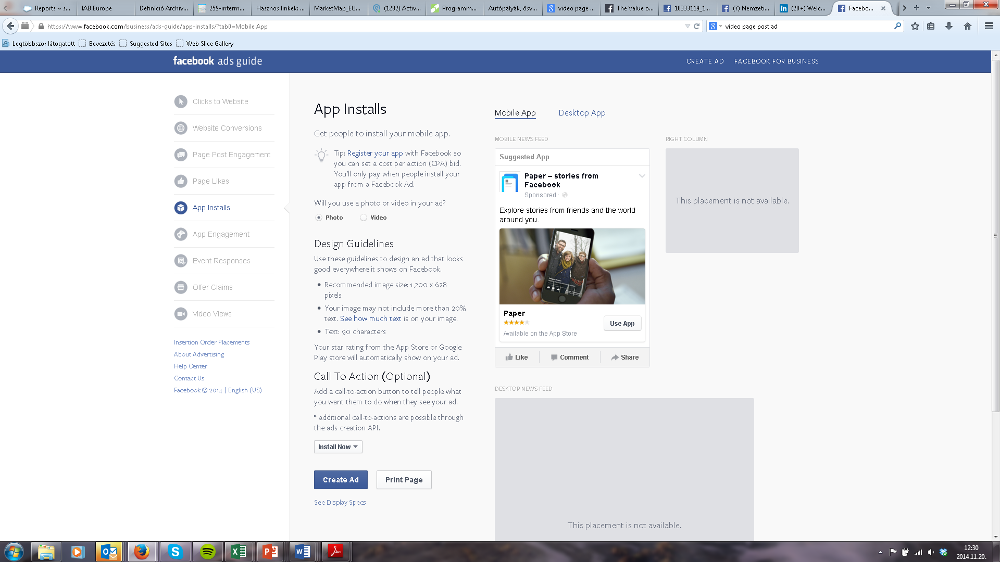 Reports ~ s...
IAB Europe
Definíció Archiv...
259-interm...
Hasznos linkek: ...
MarketMap_EU...
(1282) Activ...
Programm...
Autópályák, ösv...
video page ...
The Value o...
10333119_1...
(7) Nemzeti...
(20+) Welc...
Facebo...
https://www.facebook.com/business/ads-guide/app-installs/?tab0=Mobile App
video page post ad
Legtöbbször látogatott
Bevezetés
Suggested Sites
Web Slice Gallery
facebook ads guide
CREATE AD
FACEBOOK FOR BUSINESS
Clicks to Website
Website Conversions
Page Post Engagement
Page Likes
App Installs
App Engagement
Event Responses
Offer Claims
Video Views
Insertion Order Placements
About Advertising
Help Center
Contact Us
Facebook © 2014 | English (US)
App Installs
Get people to install your mobile app.
Tip: Register your app with Facebook so
you can set a cost per action (CPA) bid.
You'll only pay when people install your
app from a Facebook Ad.
Will you use a photo or video in your ad?
Photo
Video
Design Guidelines
Use these guidelines to design an ad that looks
good everywhere it shows on Facebook.
• Recommended image size: 1,200 x 628
pixels
• Your image may not include more than 20%
text. See how much text is on your image.
• Text: 90 characters
Your star rating from the App Store or Google
Play store will automatically show on your ad.
Call To Action (Optional)
Add a call-to-action button to tell people what
you want them to do when they see your ad.
* additional call-to-actions are possible through
the ads creation API.
Install Now
Create Ad
Print Page
See Display Specs
Mobile App
Desktop App
MOBILE NEWS FEED
Suggested App
Paper – stories from
Facebook
Sponsored ·
Explore stories from friends and the world
around you.
Paper
Available on the App Store
Use App
Like
Comment
Share
RIGHT COLUMN
This placement is not available.
DESKTOP NEWS FEED
This placement is not available.
12:30
2014.11.20.